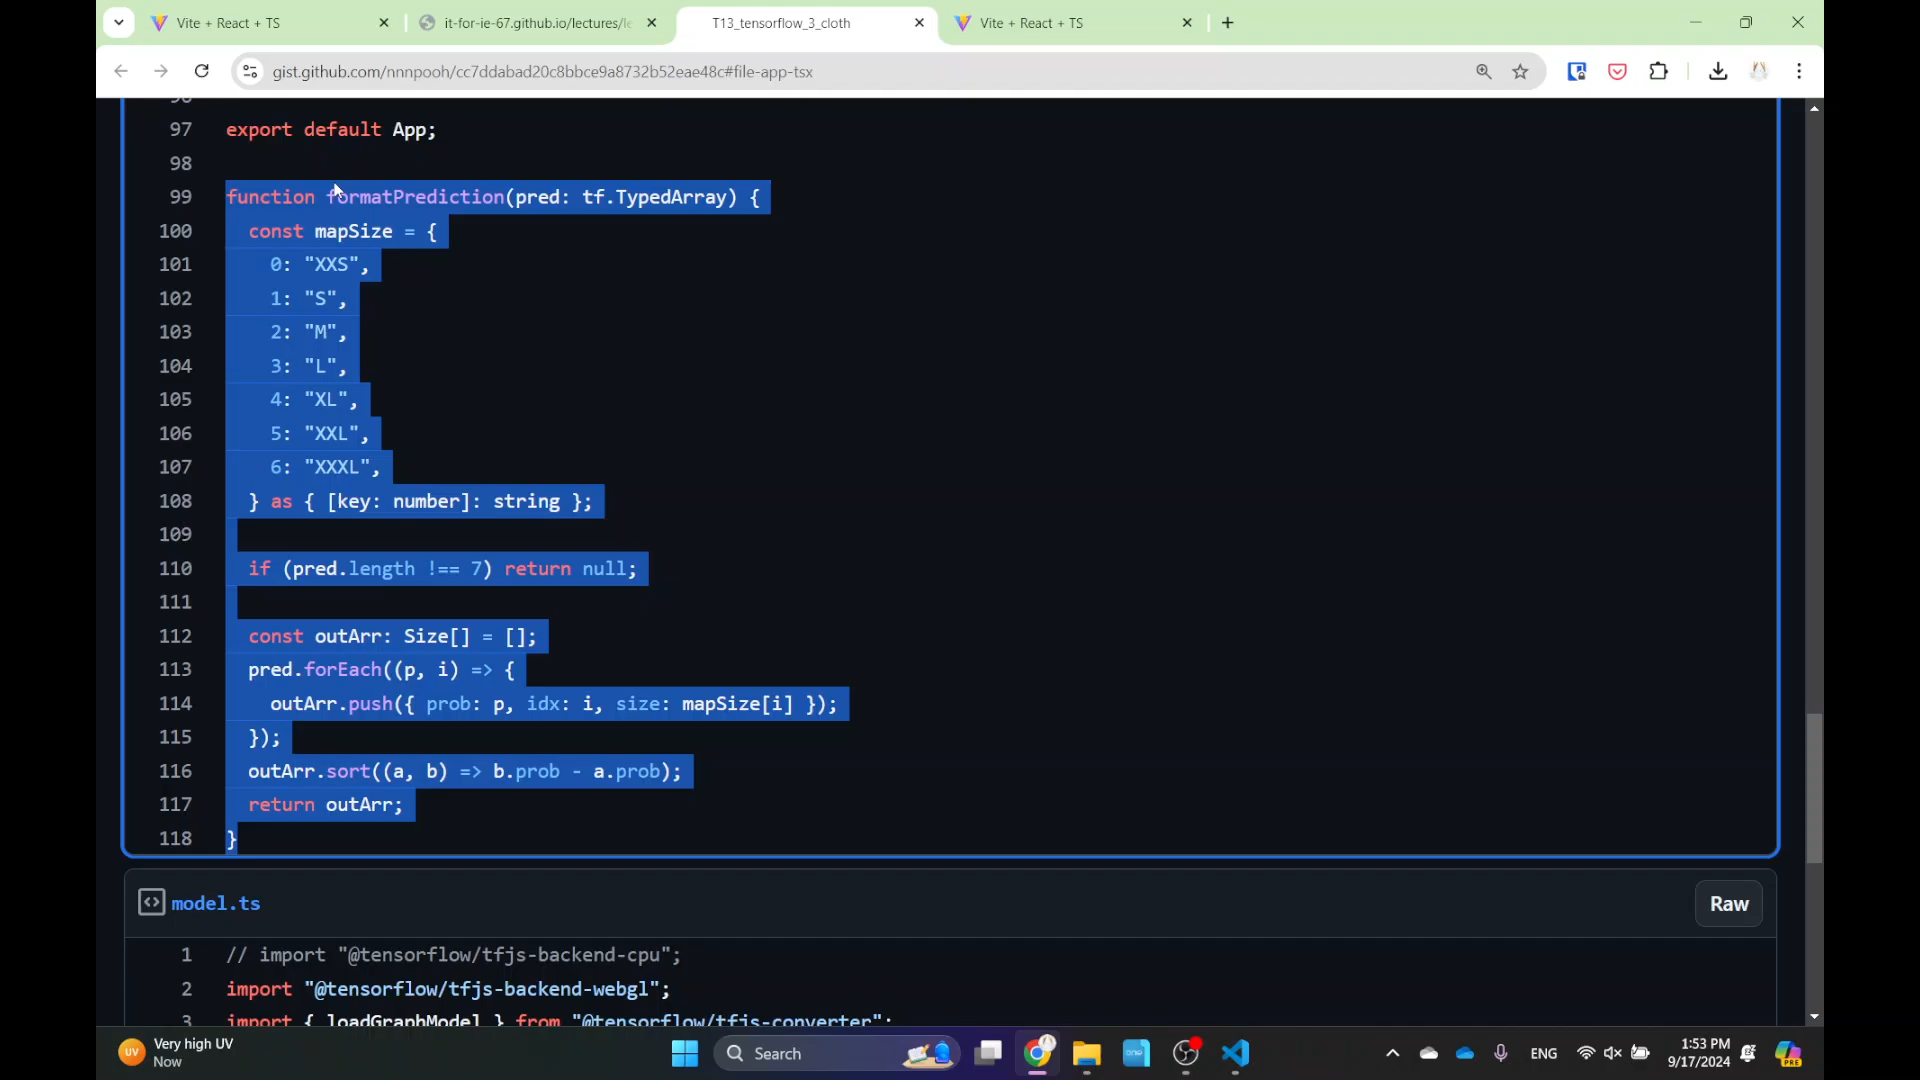 Vite + React + TS
it-for-ie-67.github.io/lectures/le
T13_tensorflow_3_cloth
Vite + React + TS
gist.github.com/nnnpooh/cc7ddabad20c8bbce9a8732b52eae48c#file-app-tsx
96
97 export default App;
98
99 function formatPrediction(pred: tf.TypedArray) {
100 const mapSize = {
101 0: "XXS",
102 1: "S",
103 2: "M",
104 3: "L",
105 4: "XL",
106 5: "XXL",
107 6: "XXXL",
108 } as { [key: number]: string };
109
110 if (pred.length !== 7) return null;
111
112 const outArr: Size[] = [];
113 pred.forEach((p, i) => {
114 outArr.push({ prob: p, idx: i, size: mapSize[i] });
115 });
116 outArr.sort((a, b) => b.prob - a.prob);
117 return outArr;
118 }
model.ts
Raw
1 // import "@tensorflow/tfjs-backend-cpu";
2 import "@tensorflow/tfjs-backend-webgl";
3 import { loadGraphModel } from "@tensorflow/tfjs-converter";
UV
Very high UV
Now
Search
ENG
1:53 PM
9/17/2024
PRE